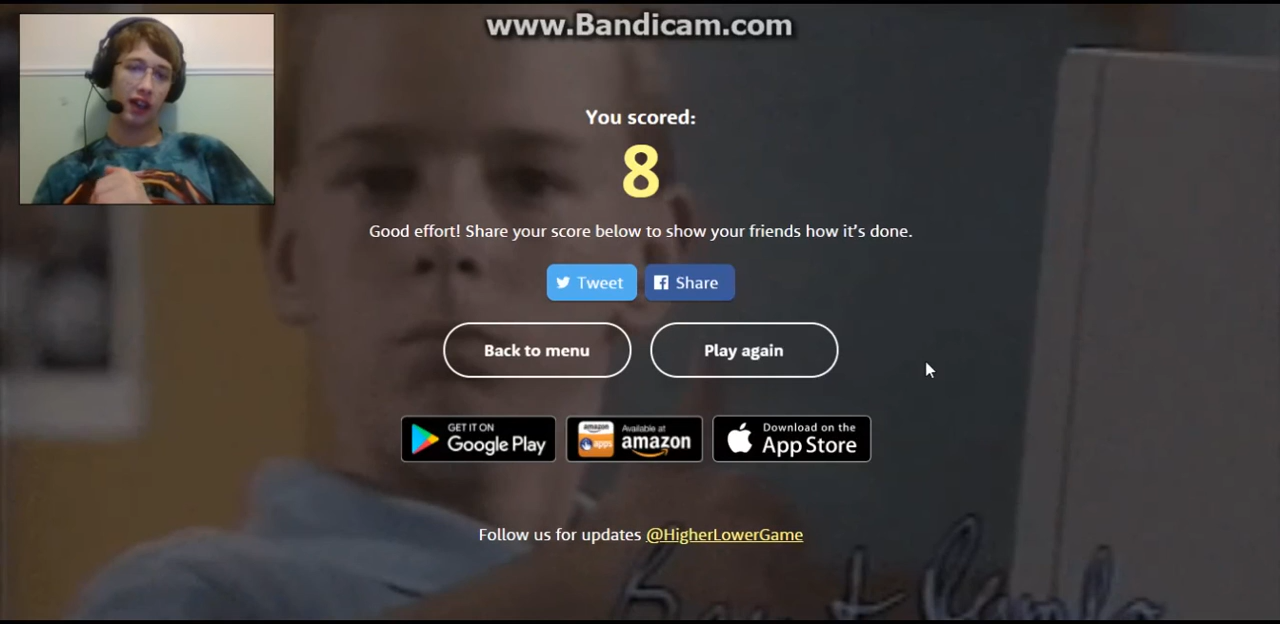 www.Bandicam.com
You scored:
8
Good effort! Share your score below to show your friends how it's done.
Tweet Share
Back to menu Play again
GET IT ON
Google Play
amazon
apps
Available at
amazon
Download on the
App Store
Follow us for updates @HigherLowerGame